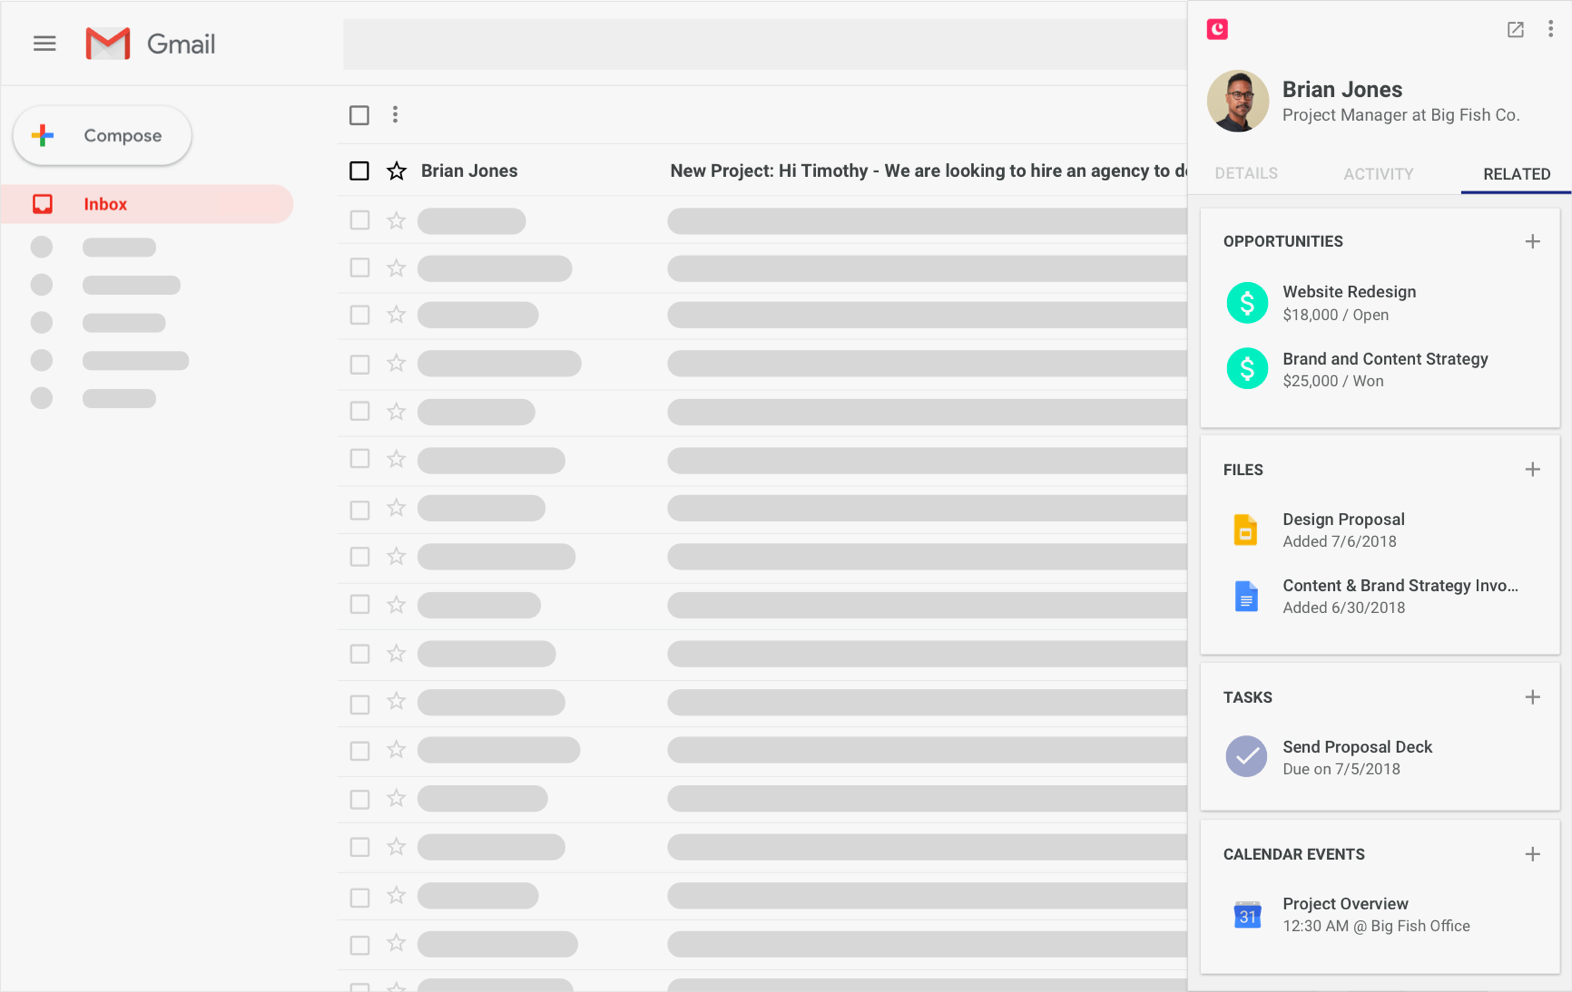 Gmail
Compose
Inbox
Brian Jones
New Project: Hi Timothy - We are looking to hire an agency to d
Brian Jones
Project Manager at Big Fish Co.
DETAILS
ACTIVITY
RELATED
OPPORTUNITIES
Website Redesign
$18,000 / Open
Brand and Content Strategy
$25,000 / Won
FILES
Design Proposal
Added 7/6/2018
Content & Brand Strategy Invo...
Added 6/30/2018
TASKS
Send Proposal Deck
Due on 7/5/2018
CALENDAR EVENTS
31
Project Overview
12:30 AM @ Big Fish Office